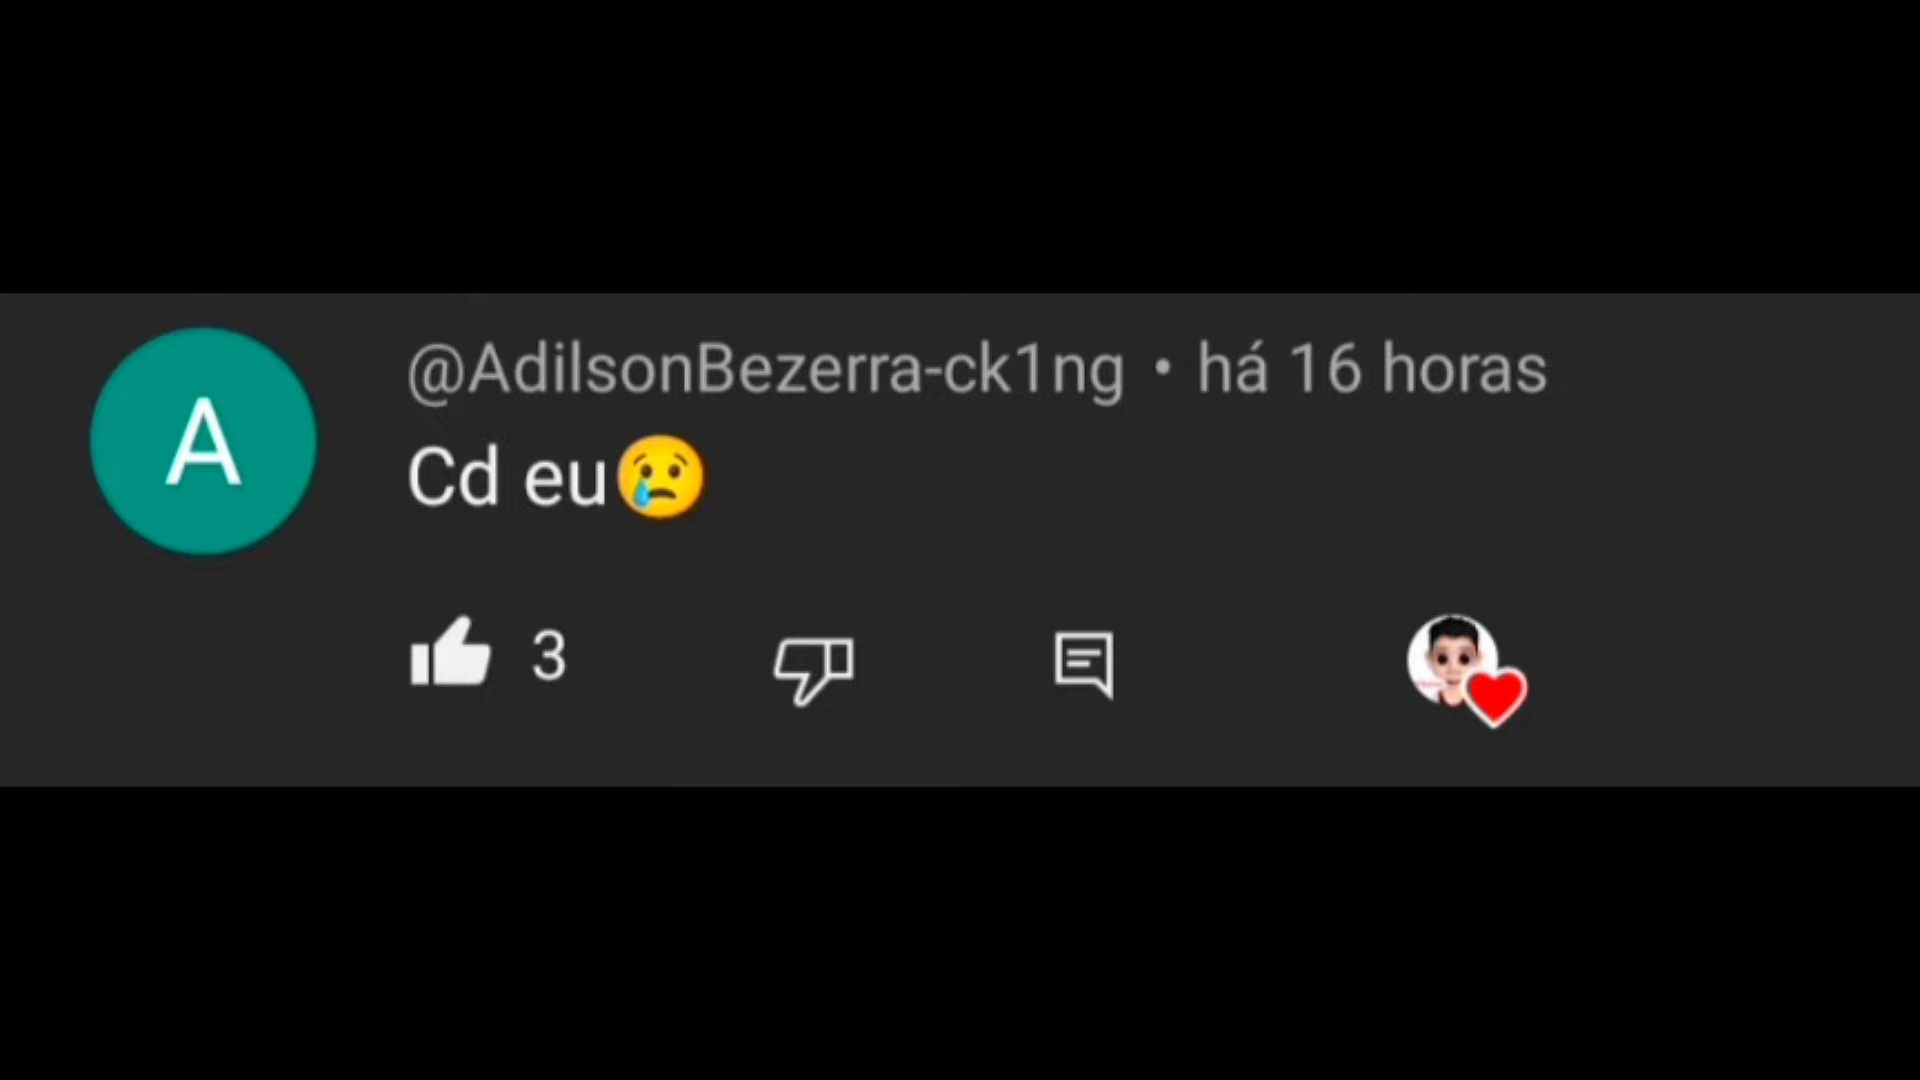 A
@AdilsonBezerra-ck1ng • há 16 horas
Cd eu😢
3